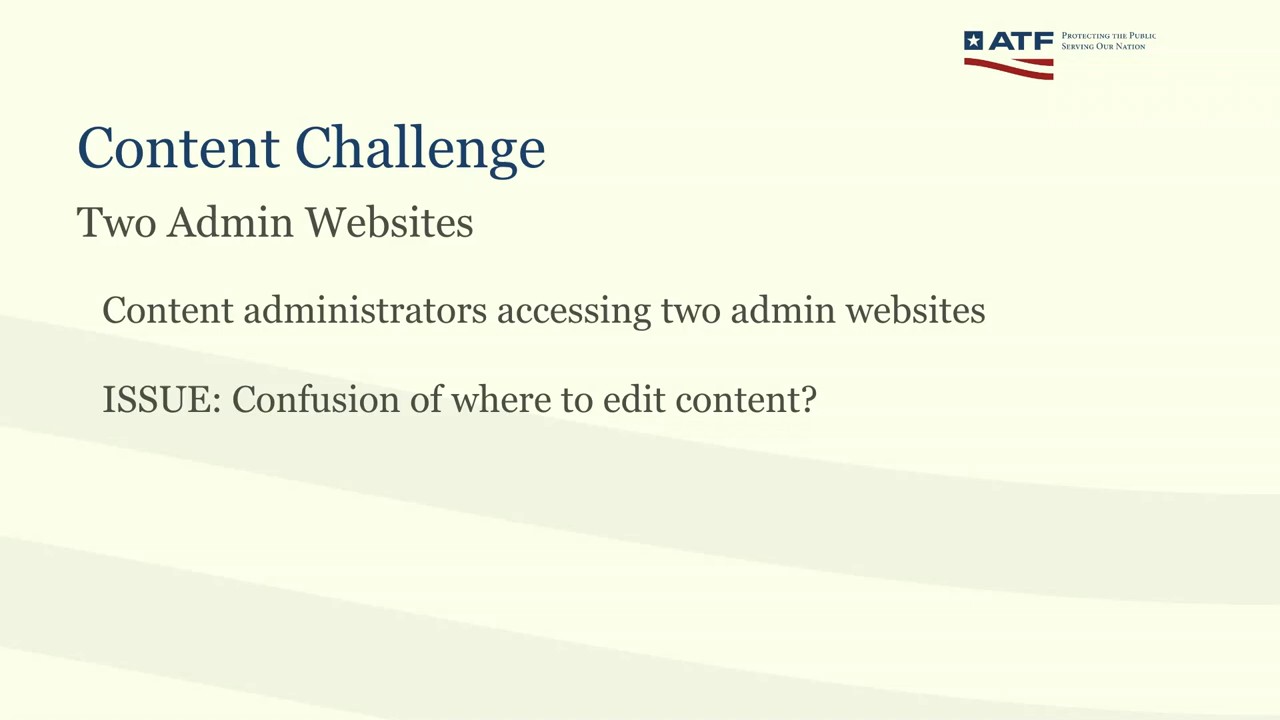 ATF
PROTECTING THE PUBLIC
SERVING OUR NATION
Content Challenge
Two Admin Websites
Content administrators accessing two admin websites
ISSUE: Confusion of where to edit content?